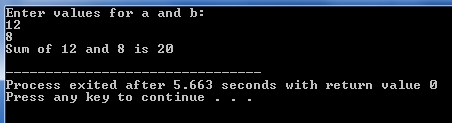 Enter values for a and b:
12
8
Sum of 12 and 8 is 20
--------------------------------
Process exited after 5.663 seconds with return value 0
Press any key to continue . . .